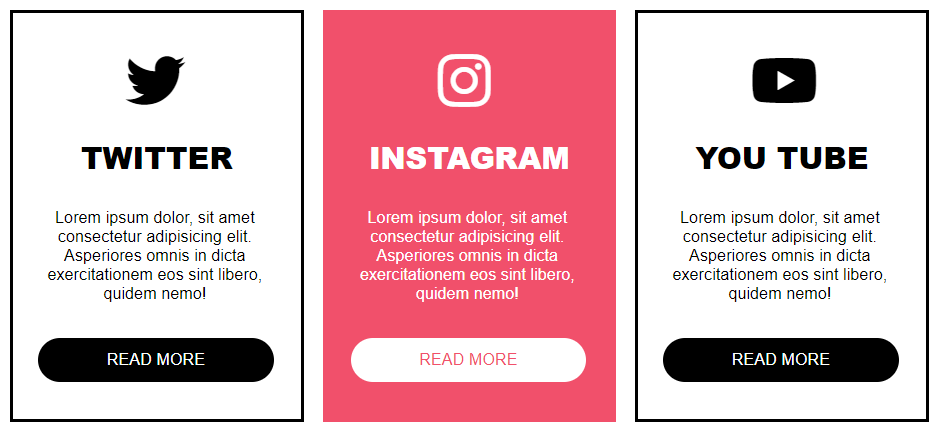 TWITTER
Lorem ipsum dolor, sit amet
consectetur adipisicing elit.
Asperiores omnis in dicta
exercitationem eos sint libero,
quidem nemo!
READ MORE
INSTAGRAM
Lorem ipsum dolor, sit amet
consectetur adipisicing elit.
Asperiores omnis in dicta
exercitationem eos sint libero,
quidem nemo!
READ MORE
YOU TUBE
Lorem ipsum dolor, sit amet
consectetur adipisicing elit.
Asperiores omnis in dicta
exercitationem eos sint libero,
quidem nemo!
READ MORE